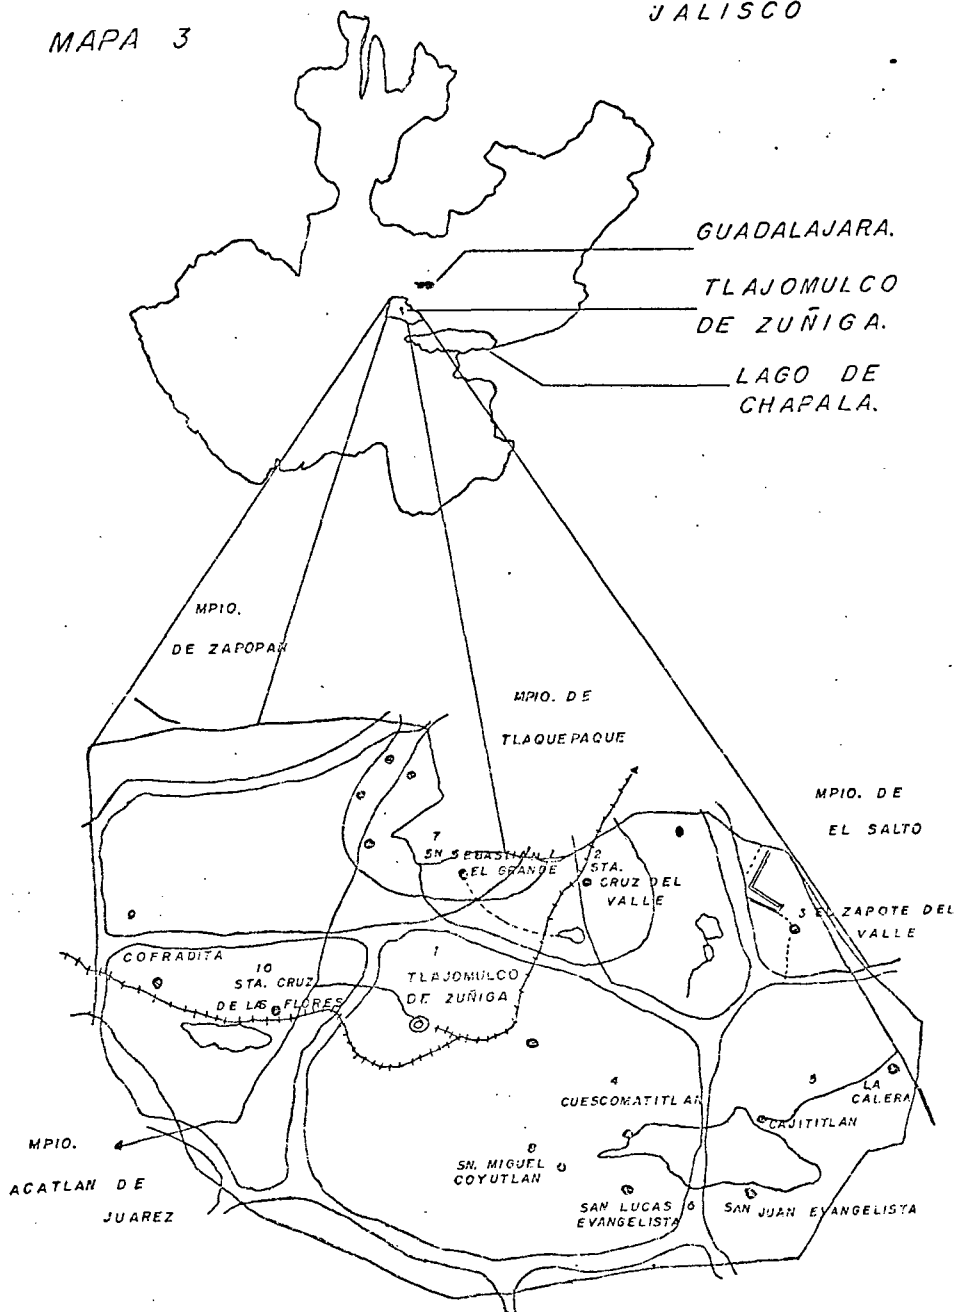 MAPA 3
JALISCO
GUADALAJARA.
TLAJOMULCO
DE ZUÑIGA.
LAGO DE
CHAPALA.
MPIO.
DE ZAPOPAN
MPIO. DE
TLAQUEPAQUE
MPIO. DE
EL SALTO
7
SN SEBASTIAN
EL GRANDE
2
STA.
CRUZ DEL
VALLE
3 EL ZAPOTE DEL
VALLE
COFRADITA
10
STA. CRUZ
DE LAS FLORES
1
TLAJOMULCO
DE ZUÑIGA
4
CUESCOMATITLAN
5
CAJITITLAN
LA
CALERA
8
SN. MIGUEL
COYUTLAN
SAN LUCAS
EVANGELISTA
6
SAN JUAN EVANGELISTA
MPIO.
ACATLAN DE
JUAREZ